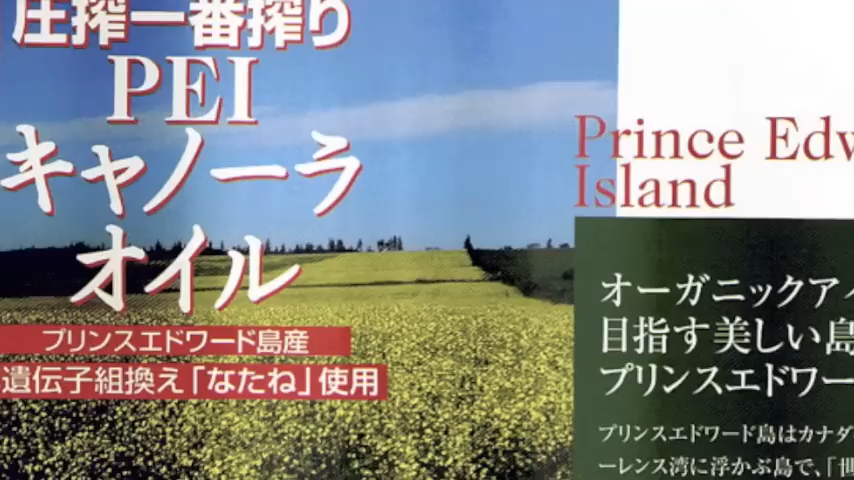 圧搾一番搾り
PEI
キャノーラ
オイル
プリンスエドワード島産
遺伝子組換え「なたね」使用
Prince Edw
Island
オーガニックアイ
目指す美しい島
プリンスエドワー
プリンスエドワード島はカナダ
ーレンス湾に浮かぶ島で、「世